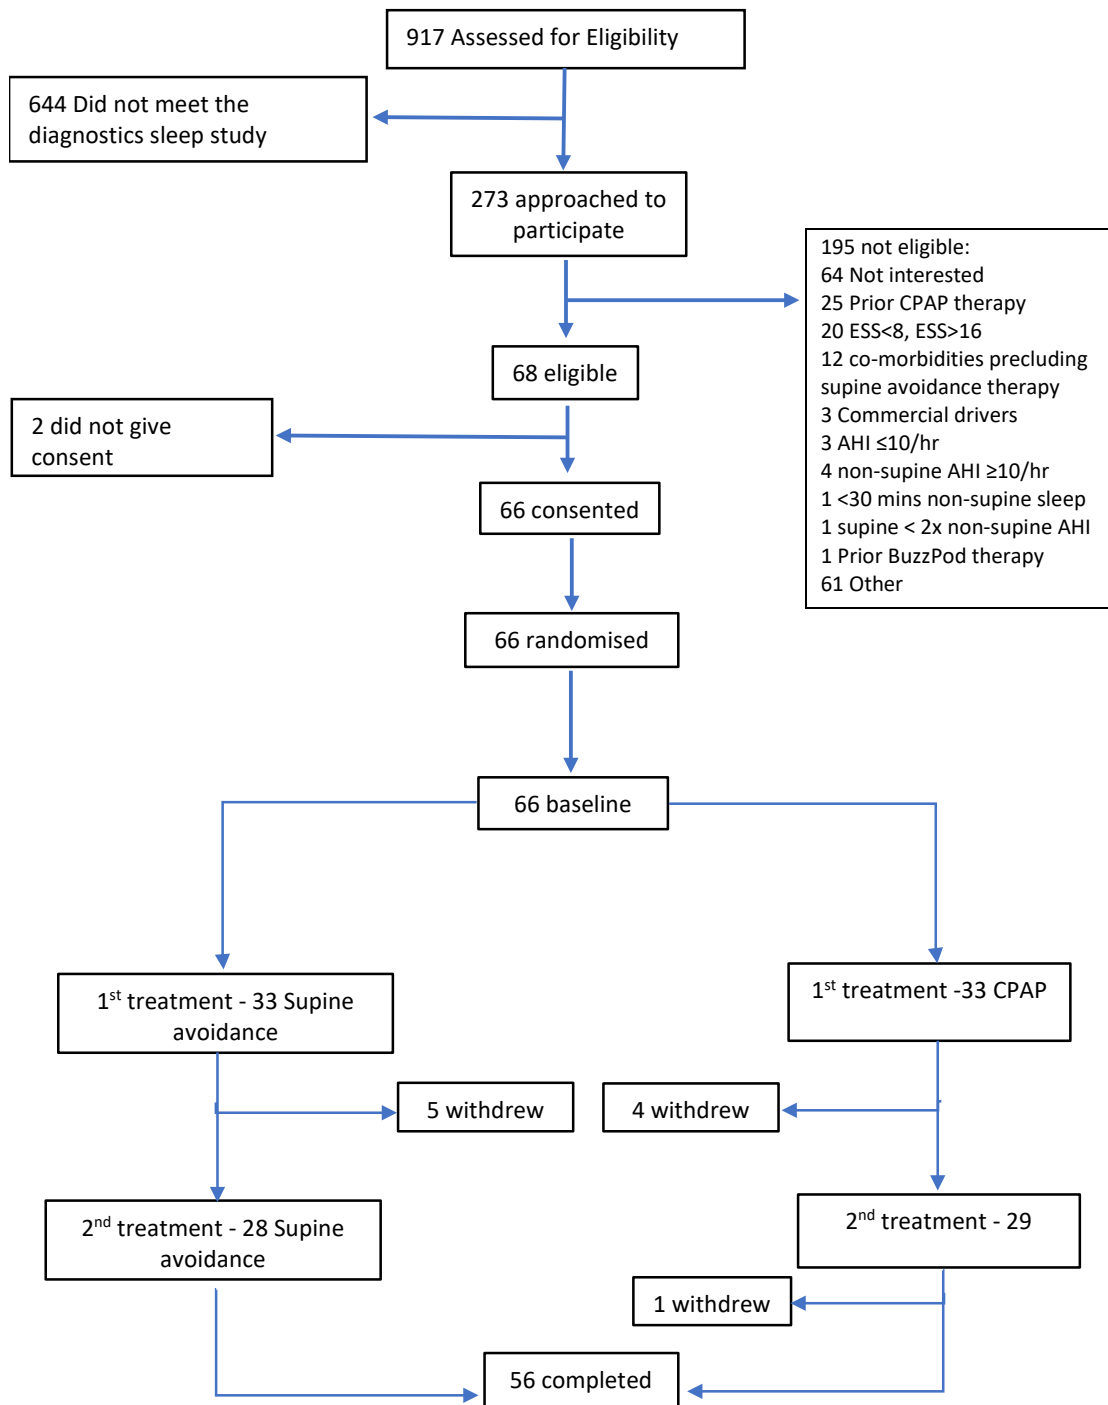 917 Assessed for Eligibility
644 Did not meet the
diagnostics sleep study
273 approached to
participate
195 not eligible:
64 Not interested
25 Prior CPAP therapy
20 ESS<8, ESS>16
12 co-morbidities precluding
supine avoidance therapy
3 Commercial drivers
3 AHI ≤10/hr
4 non-supine AHI ≥10/hr
1 <30 mins non-supine sleep
1 supine < 2x non-supine AHI
1 Prior BuzzPod therapy
61 Other
68 eligible
2 did not give
consent
66 consented
66 randomised
66 baseline
1st treatment - 33 Supine
avoidance
1st treatment -33 CPAP
5 withdrew
4 withdrew
2nd treatment - 28 Supine
avoidance
2nd treatment - 29
1 withdrew
56 completed